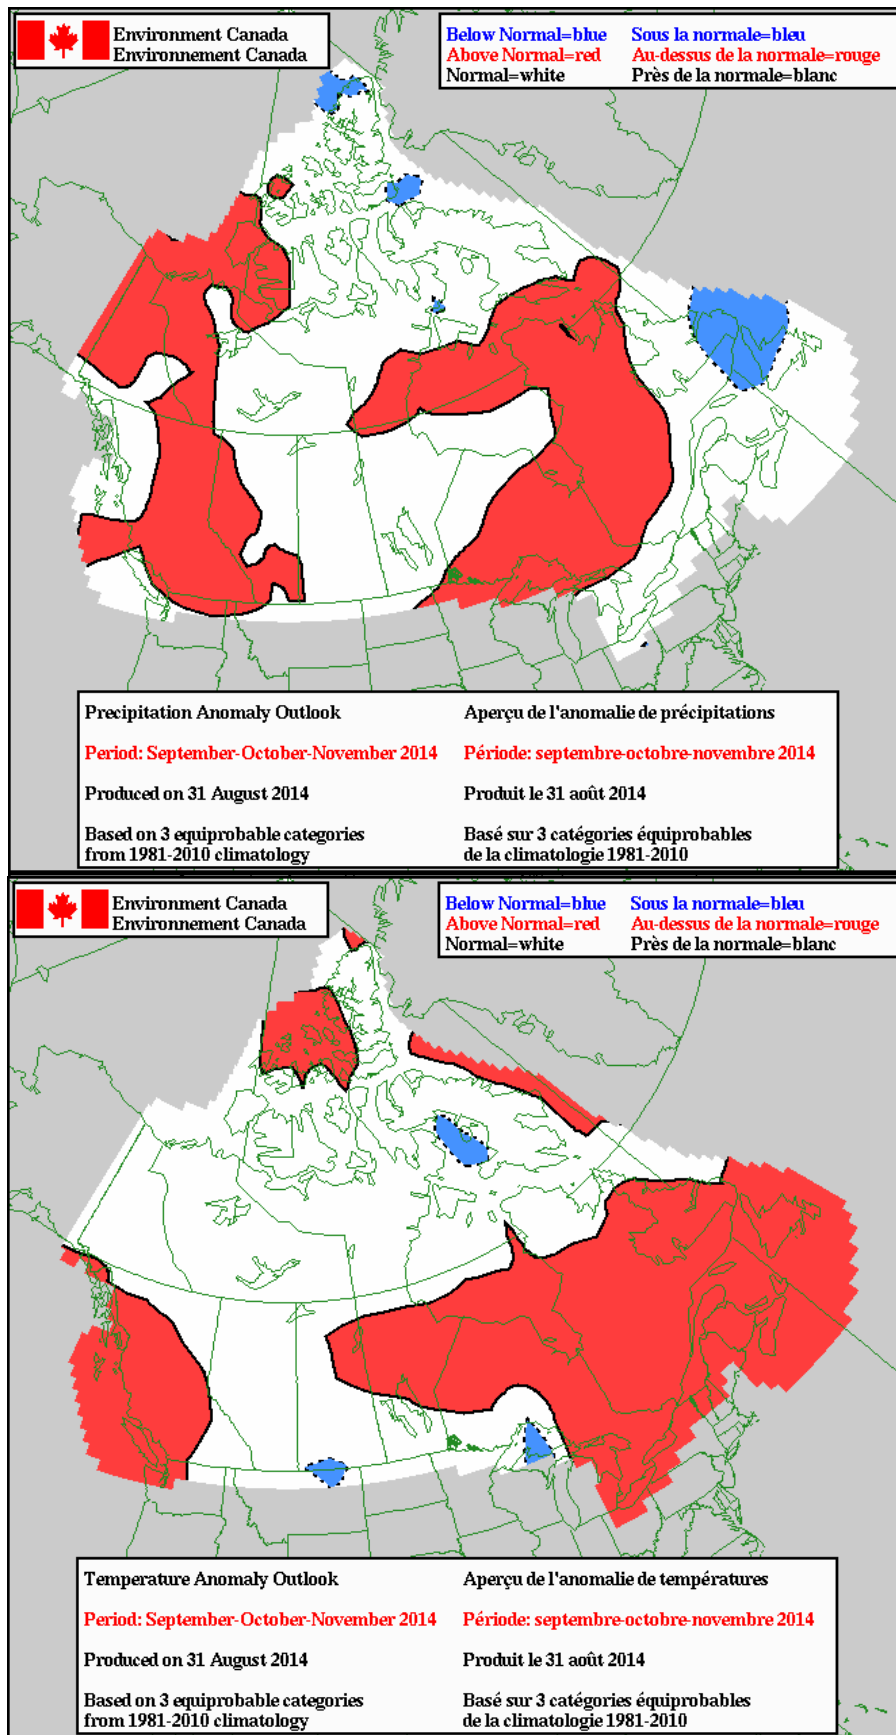 Environment Canada
Environnement Canada
Below Normal=blue Sous la normale=bleu
Above Normal=red Au-dessus de la normale=rouge
Normal=white Près de la normale=blanc
Precipitation Anomaly Outlook Aperçu de l'anomalie de précipitations
Period: September-October-November 2014 Période: septembre-octobre-novembre 2014
Produced on 31 August 2014 Produit le 31 août 2014
Based on 3 equiprobable categories Basé sur 3 catégories équiprobables
from 1981-2010 climatology de la climatologie 1981-2010
Environment Canada
Environnement Canada
Below Normal=blue Sous la normale=bleu
Above Normal=red Au-dessus de la normale=rouge
Normal=white Près de la normale=blanc
Temperature Anomaly Outlook Aperçu de l'anomalie de températures
Period: September-October-November 2014 Période: septembre-octobre-novembre 2014
Produced on 31 August 2014 Produit le 31 août 2014
Based on 3 equiprobable categories Basé sur 3 catégories équiprobables
from 1981-2010 climatology de la climatologie 1981-2010